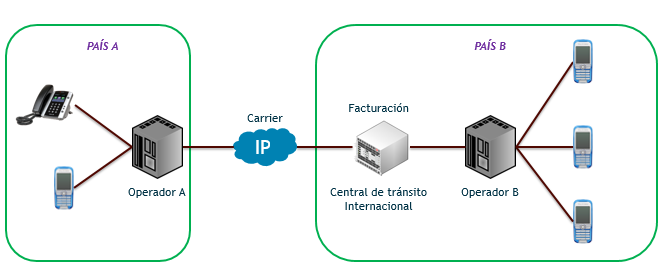 PAÍS A
PAÍS B
Carrier
Facturación
IP
Operador A
Central de tránsito
Internacional
Operador B